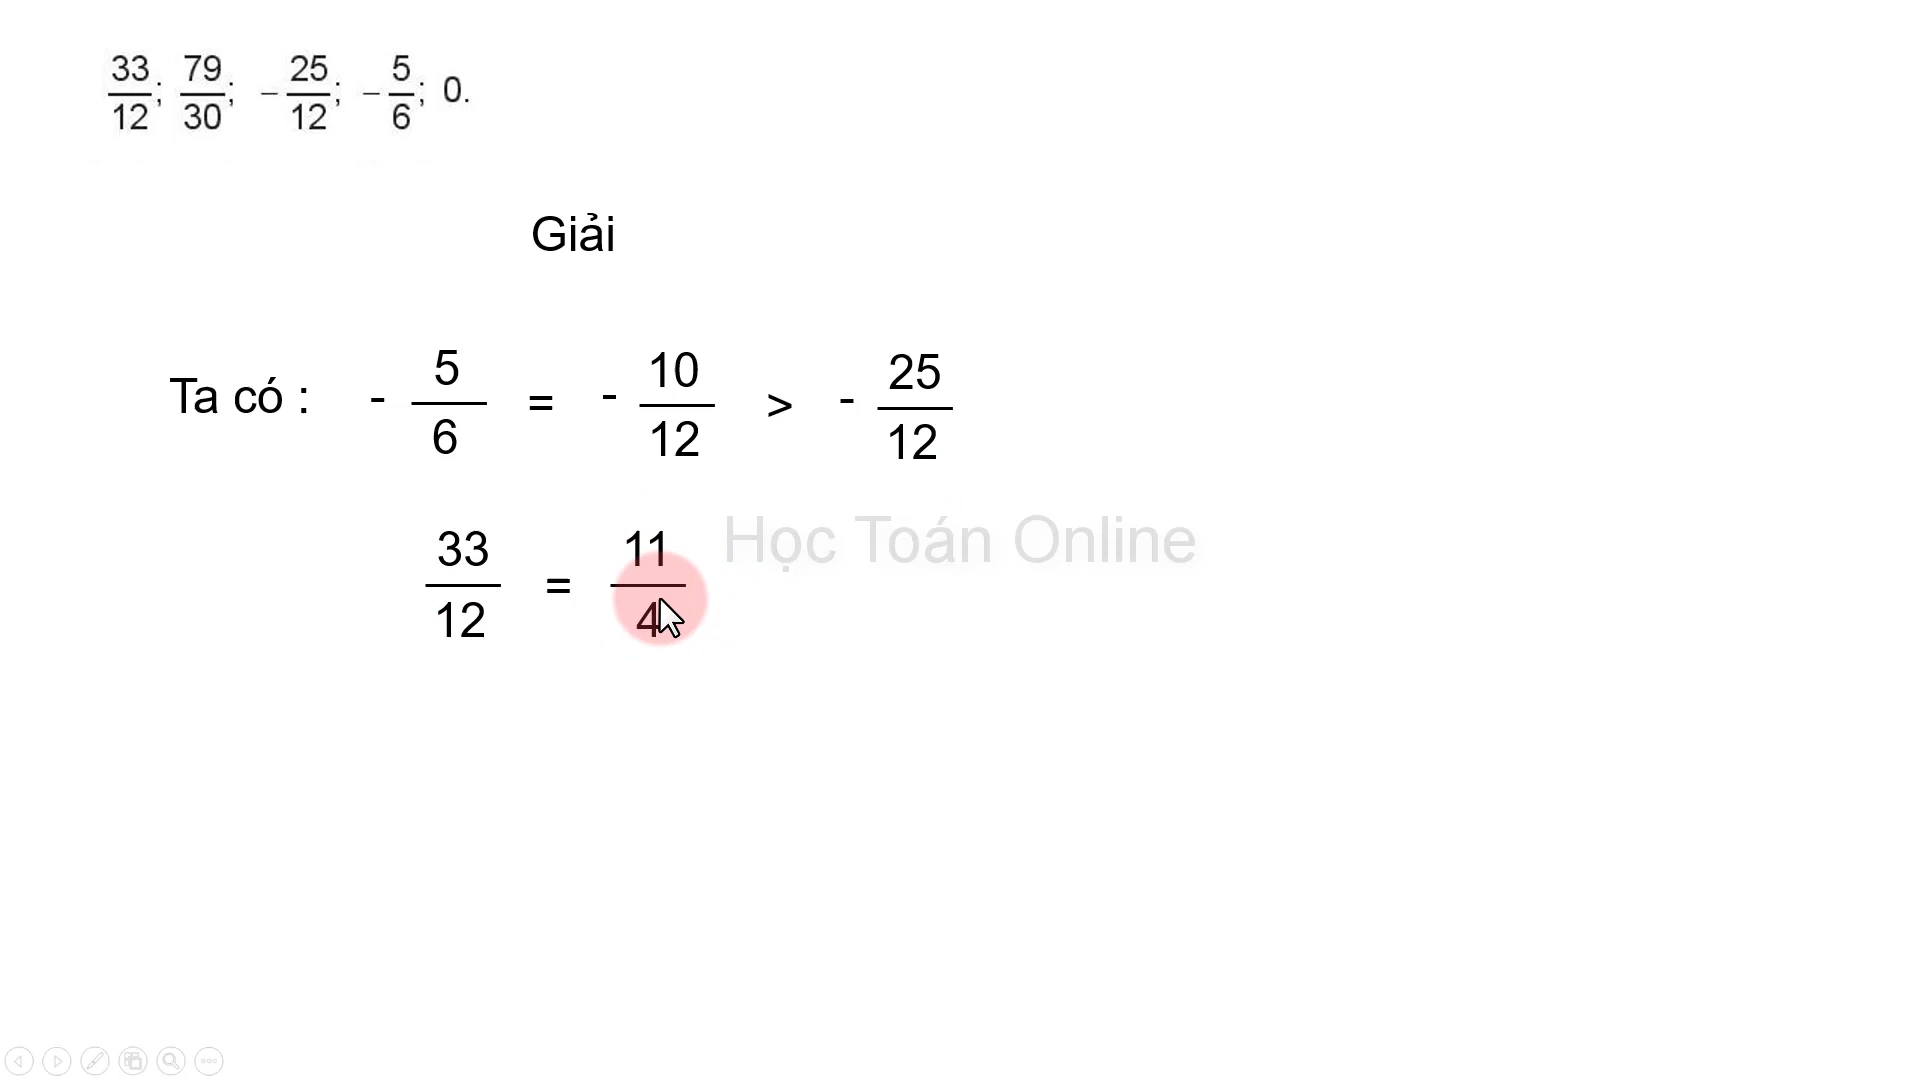 33/12; 79/30; -25/12; -5/6; 0.
Giải
Ta có : - 5/6 = - 10/12 > - 25/12
33/12 = 11/4
Học Toán Online